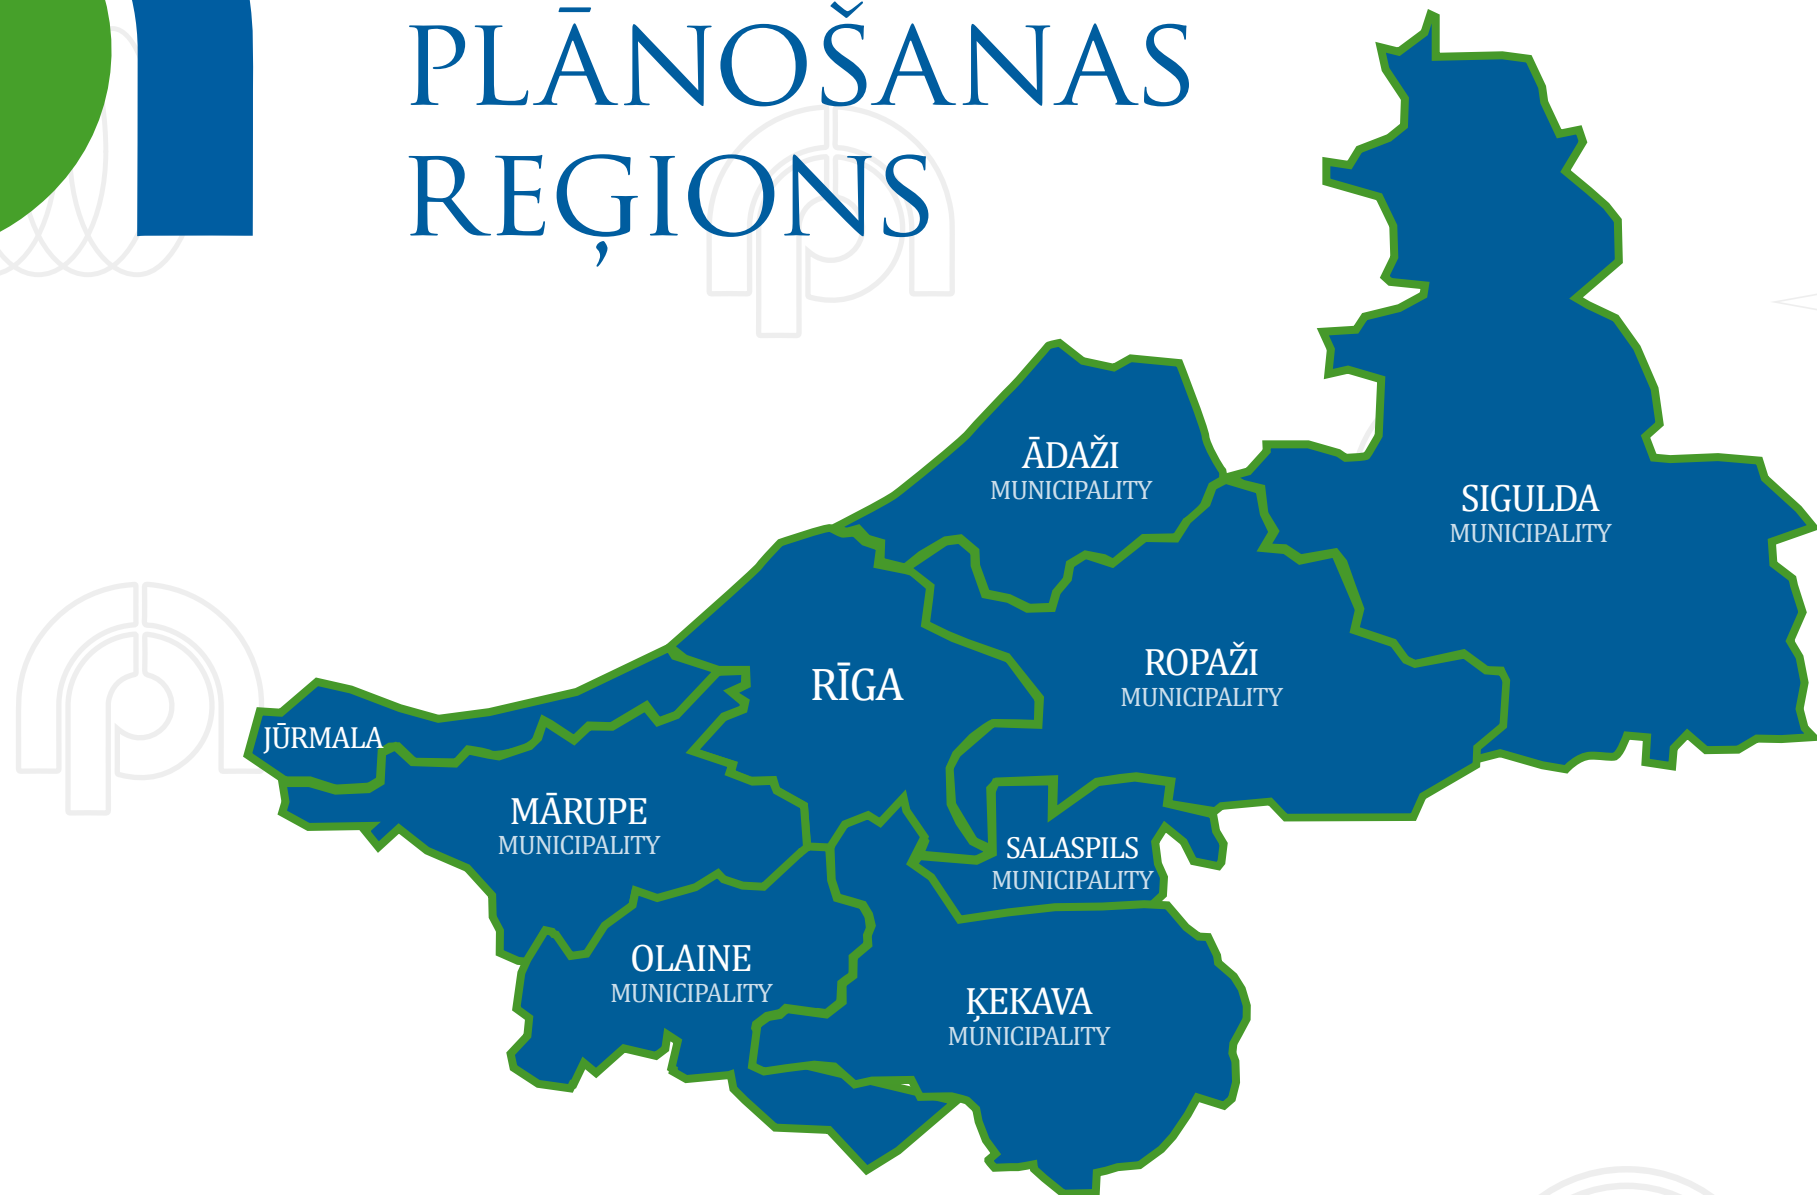 PLĀNOŠANAS
REĢIONS
ĀDAŽI
MUNICIPALITY
SIGULDA
MUNICIPALITY
RĪGA
ROPAŽI
MUNICIPALITY
JŪRMALA
MĀRUPE
MUNICIPALITY
SALASPILS
MUNICIPALITY
OLAINE
MUNICIPALITY
ĶEKAVA
MUNICIPALITY